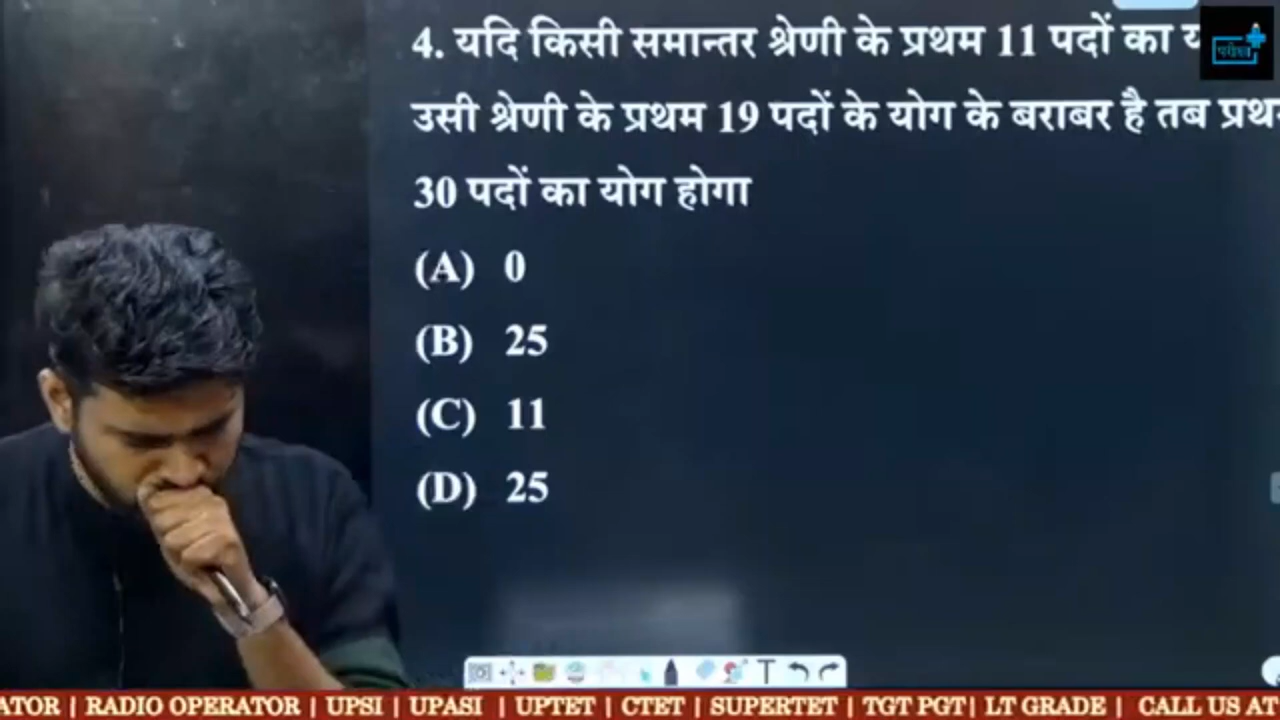 4. यदि किसी समान्तर श्रेणी के प्रथम 11 पदों का
उसी श्रेणी के प्रथम 19 पदों के योग के बराबर है तब
30 पदों का योग होगा
(A) 0
(B) 25
(C) 11
(D) 25
T
RADIO OPERATOR | UPSI | UPASI | UPTET | CTET | SUPERTET | TGT PGT| LT GRADE | CALL US AT